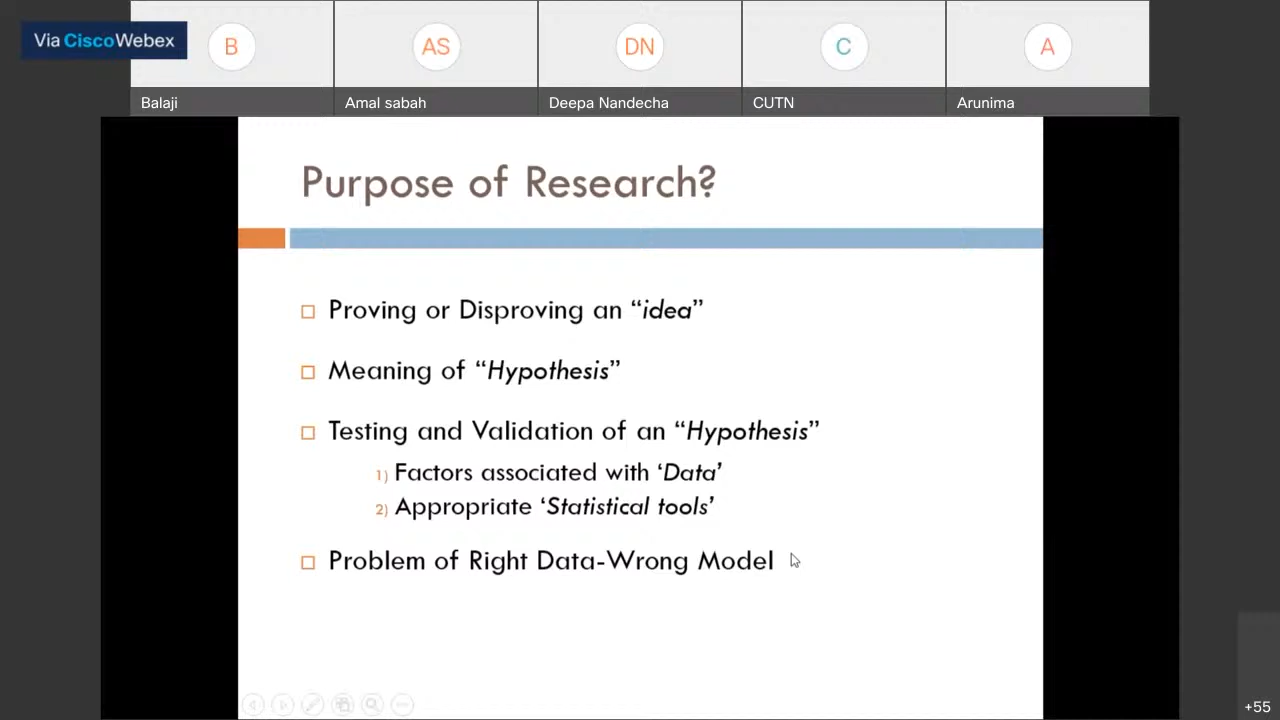 Via CiscoWebex
B
AS
DN
C
A
Balaji
Amal sabah
Deepa Nandecha
CUTN
Arunima
Purpose of Research?
Proving or Disproving an “idea”
Meaning of “Hypothesis”
Testing and Validation of an “Hypothesis”
1) Factors associated with ‘Data’
2) Appropriate ‘Statistical tools’
Problem of Right Data-Wrong Model
+55